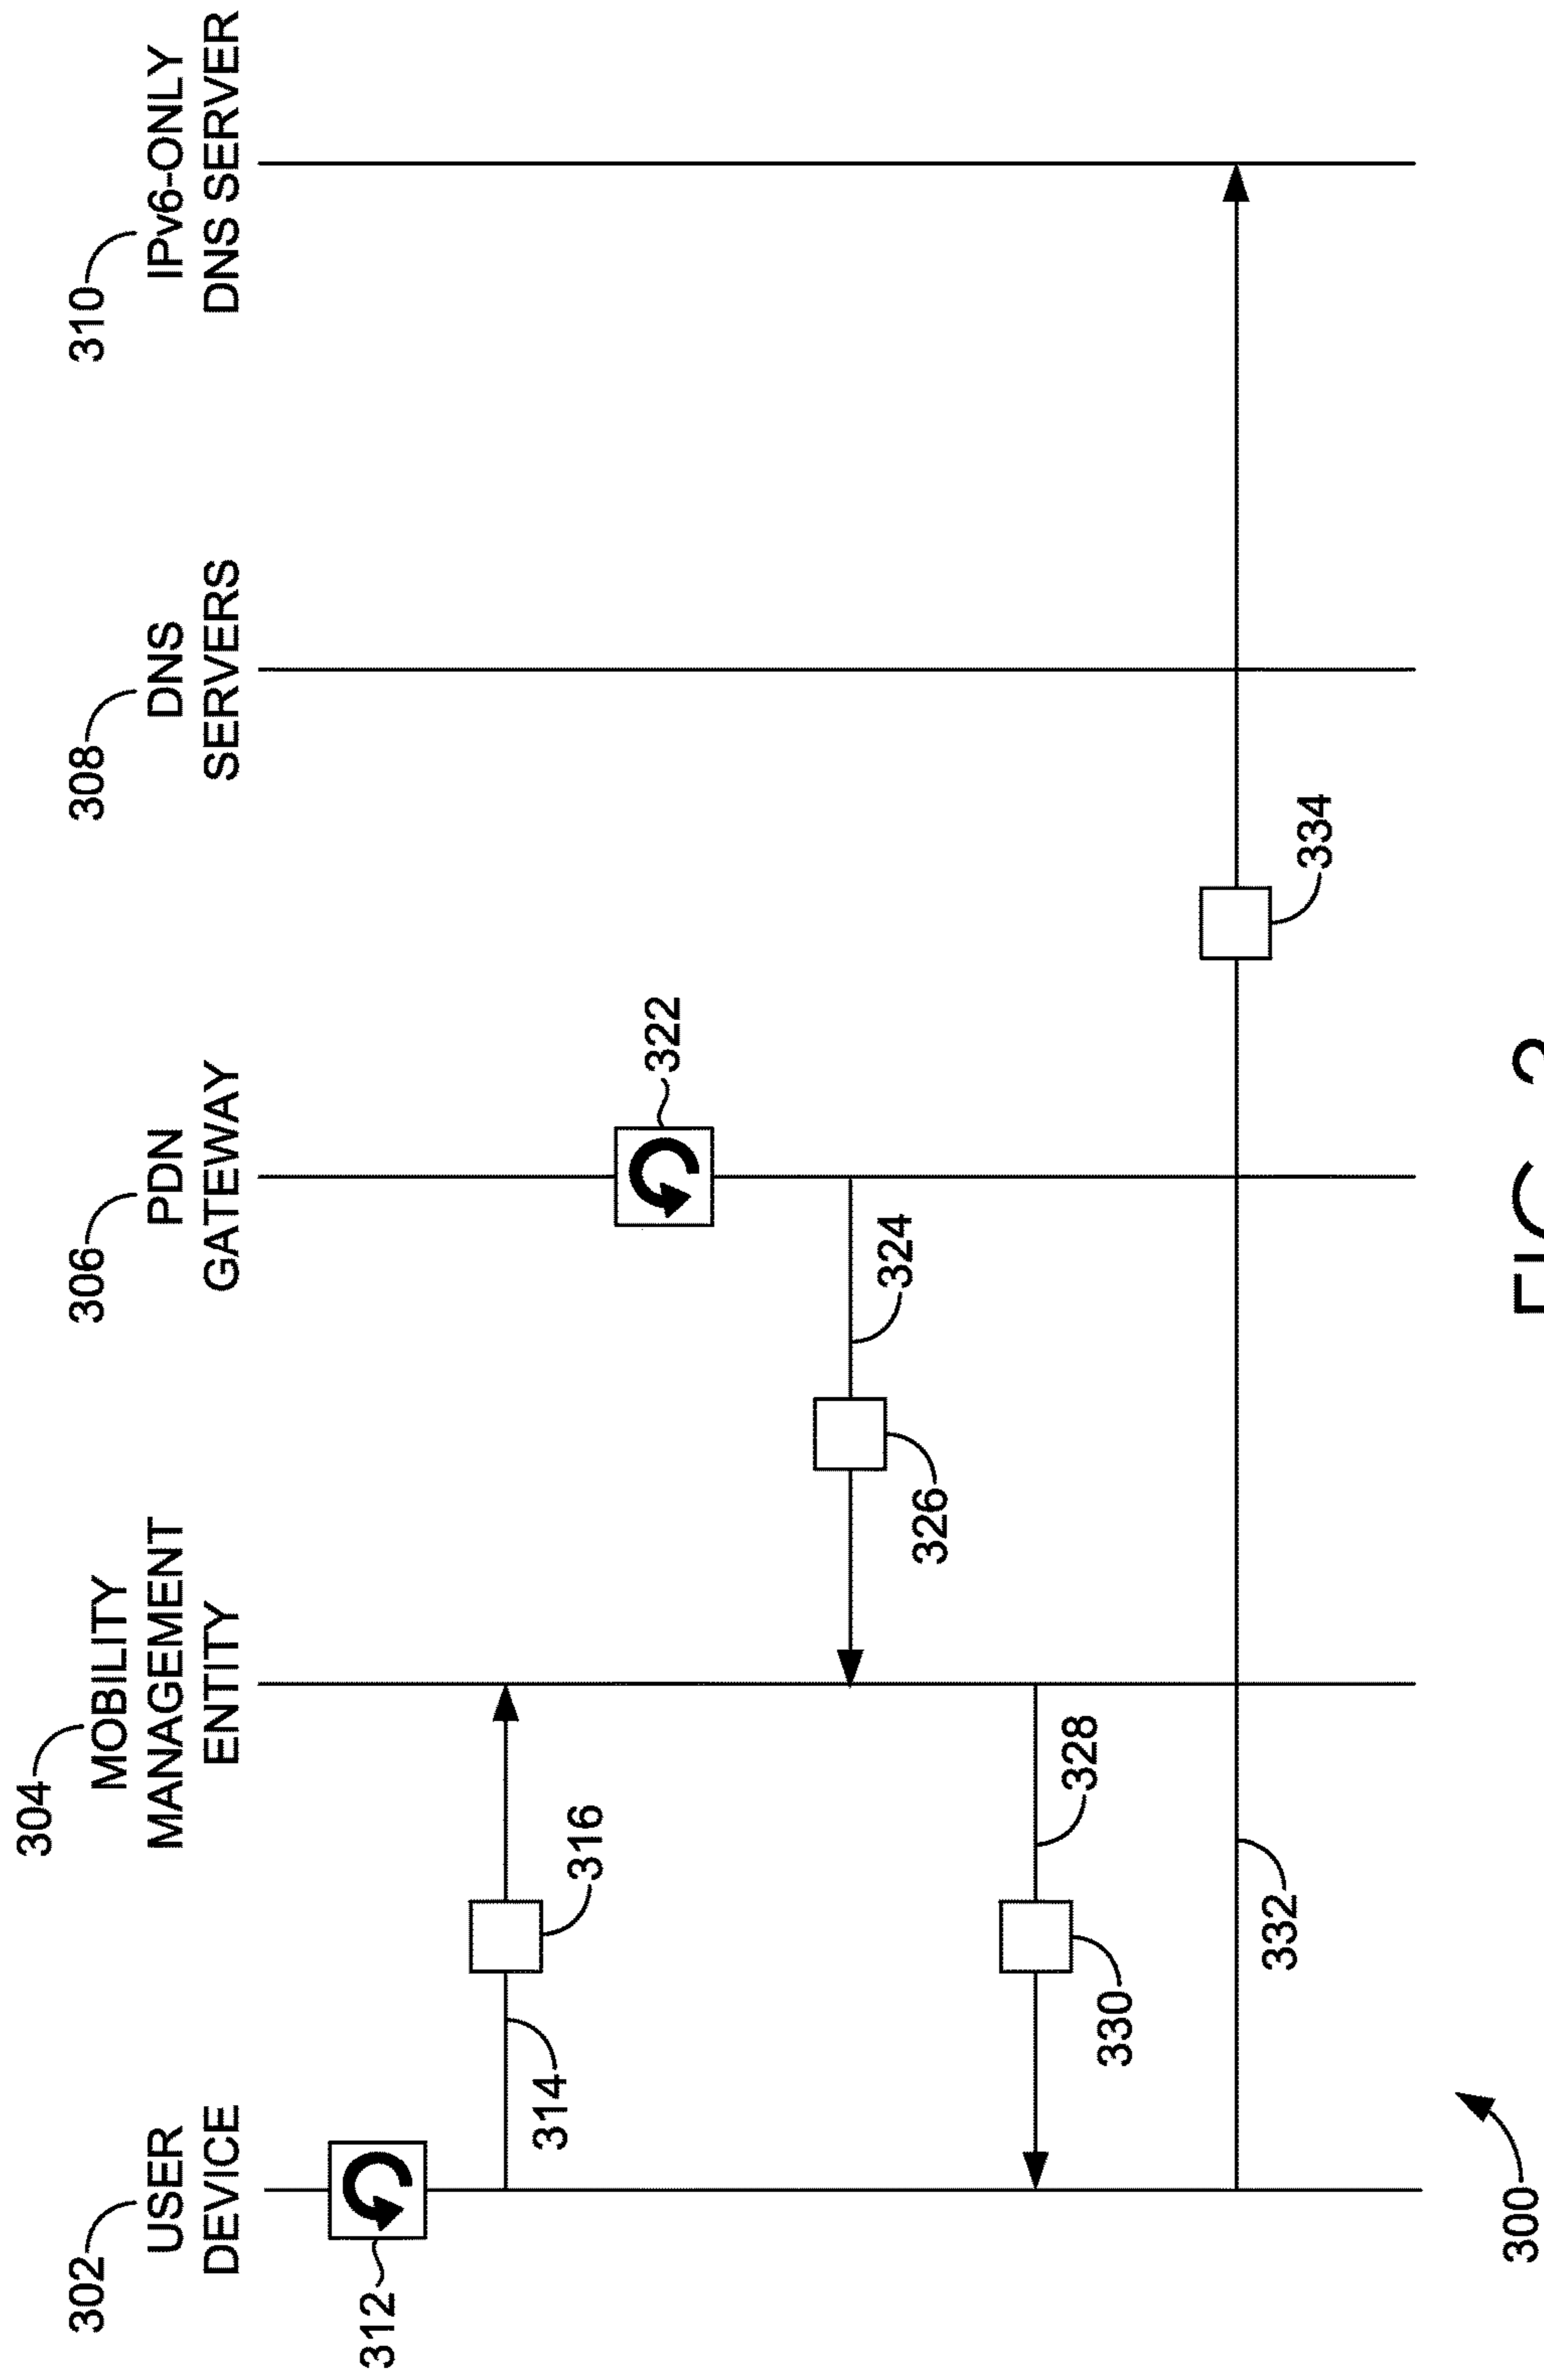 302
USER
DEVICE
304
MOBILITY
MANAGEMENT
ENTITY
306
PDN
GATEWAY
308
DNS
SERVERS
310
IPv6-ONLY
DNS SERVER
312
314
316
322
324
326
328
330
332
334
300